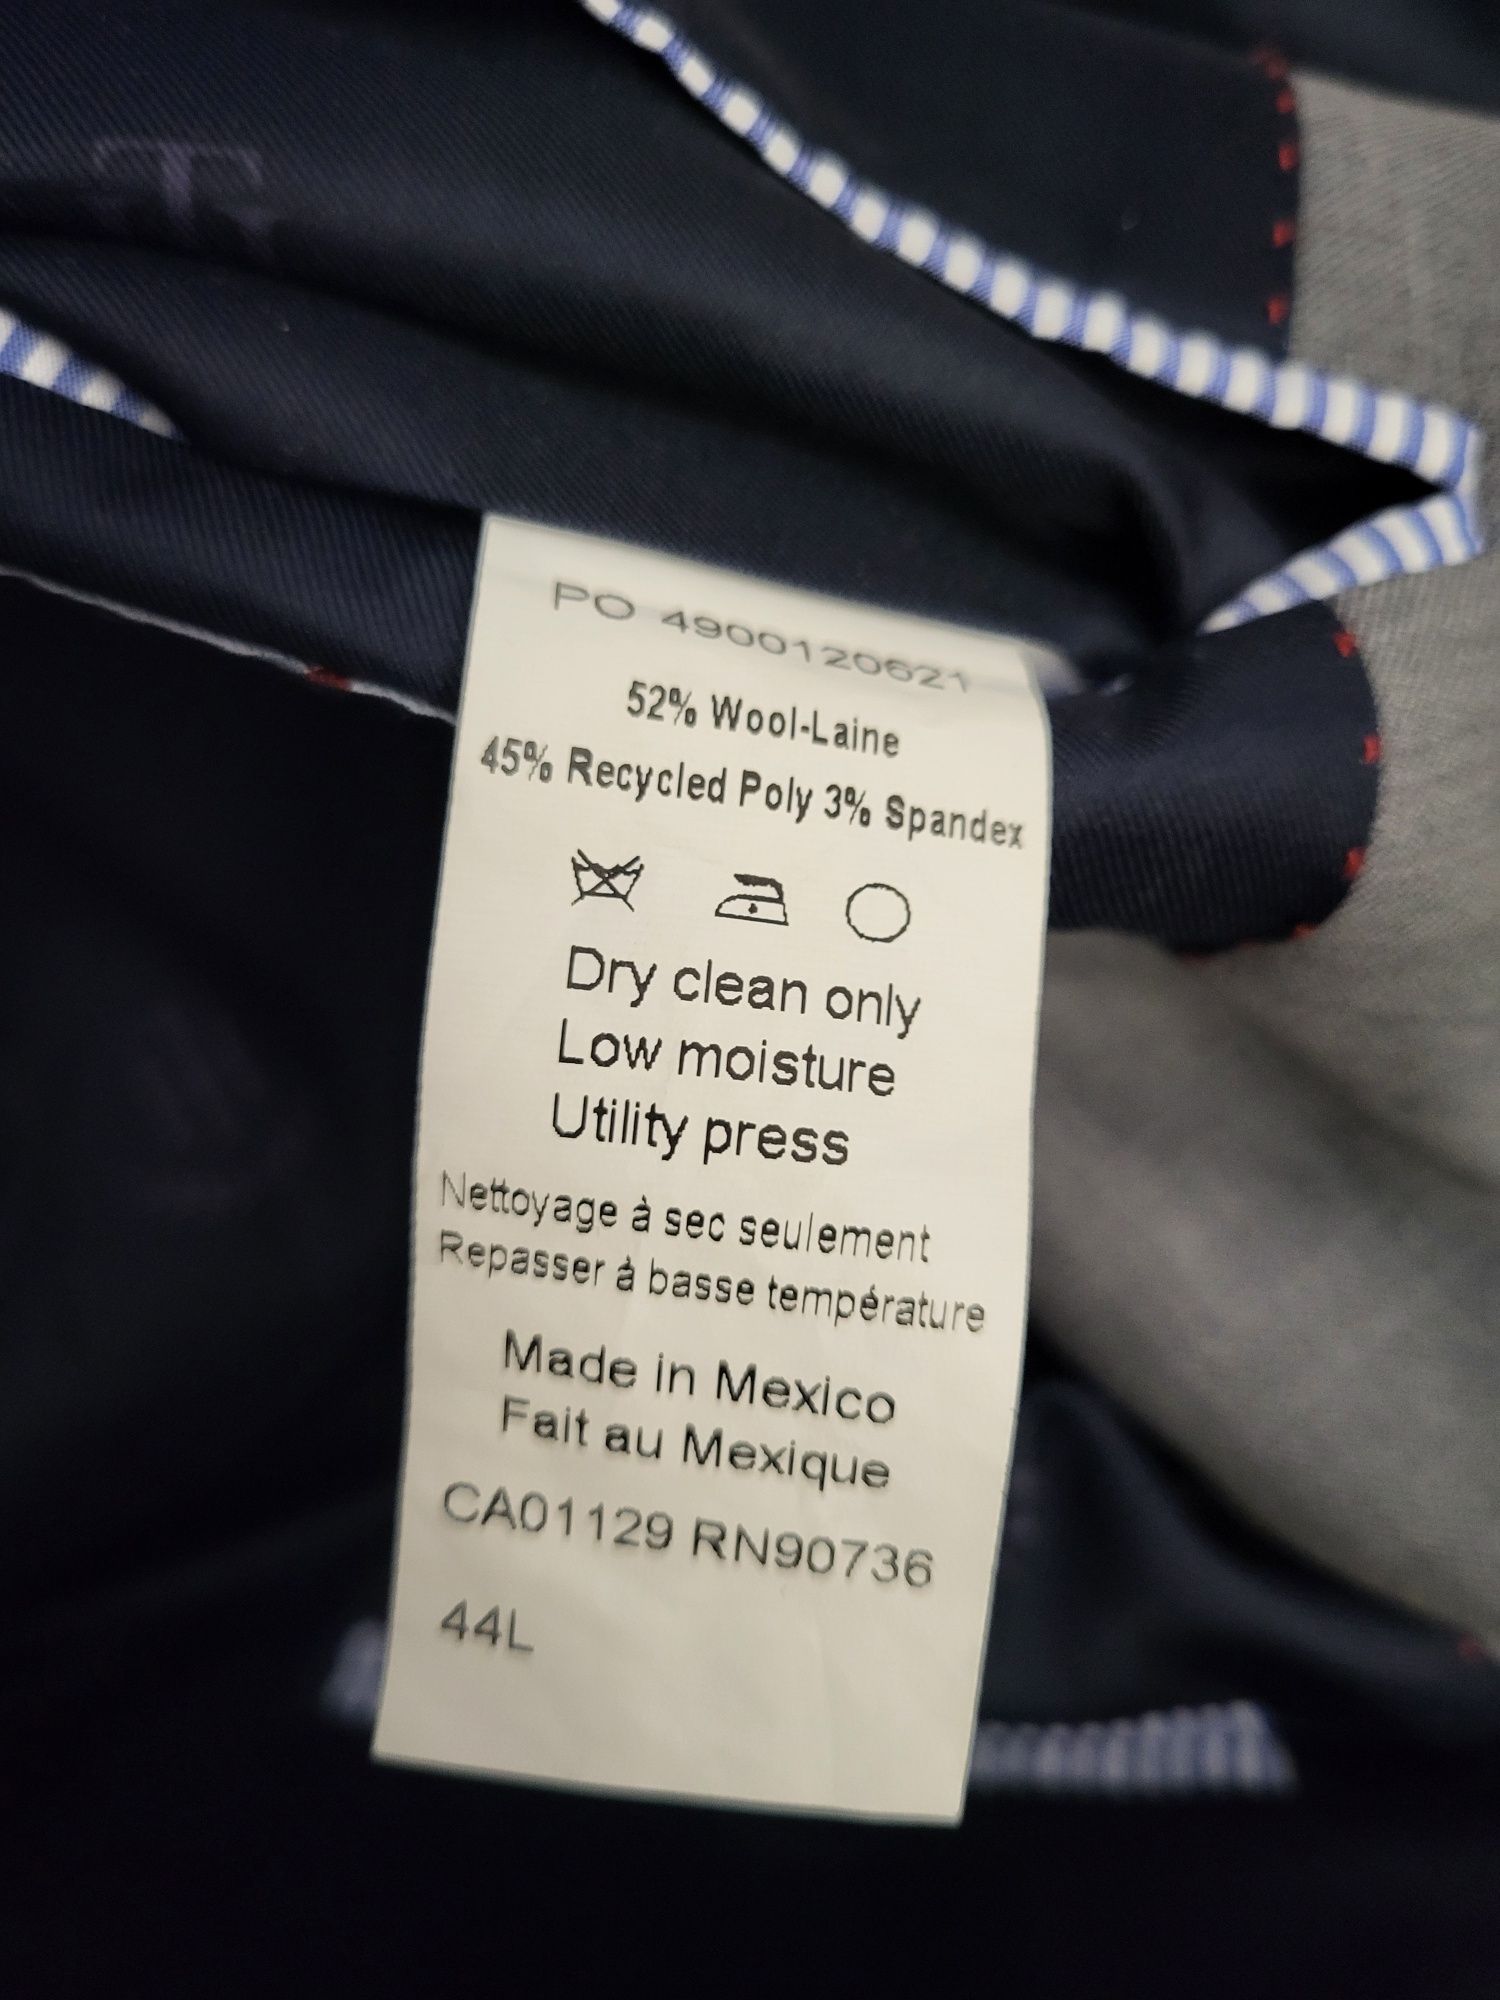 PO 4900120621
52% Wool-Laine
45% Recycled Poly 3% Spandex
Dry clean only
Low moisture
Utility press
Nettoyage à sec seulement
Repasser à basse température
Made in Mexico
Fait au Mexique
CA01129 RN90736
44L